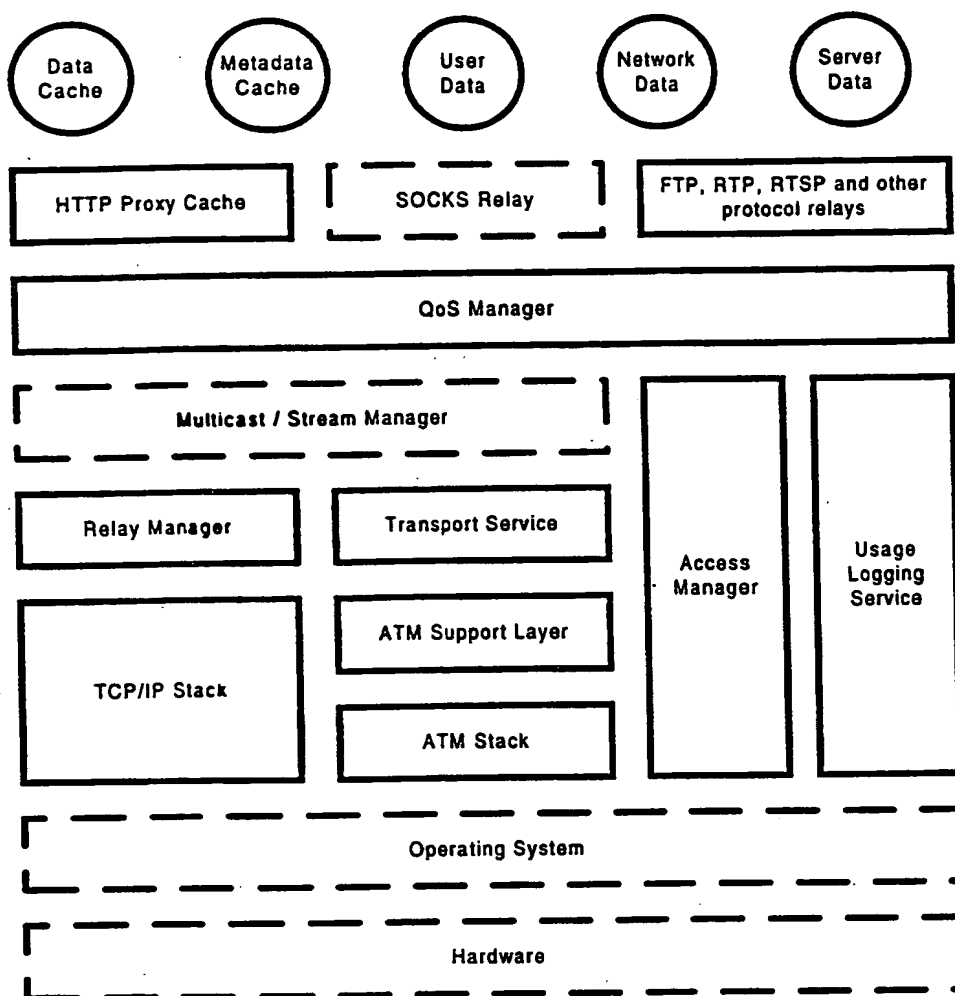 Data
Cache
Metadata
Cache
User
Data
Network
Data
Server
Data
HTTP Proxy Cache
SOCKS Relay
FTP, RTP, RTSP and other
protocol relays
QoS Manager
Multicast / Stream Manager
Relay Manager
Transport Service
Access
Manager
Usage
Logging
Service
ATM Support Layer
TCP/IP Stack
ATM Stack
Operating System
Hardware